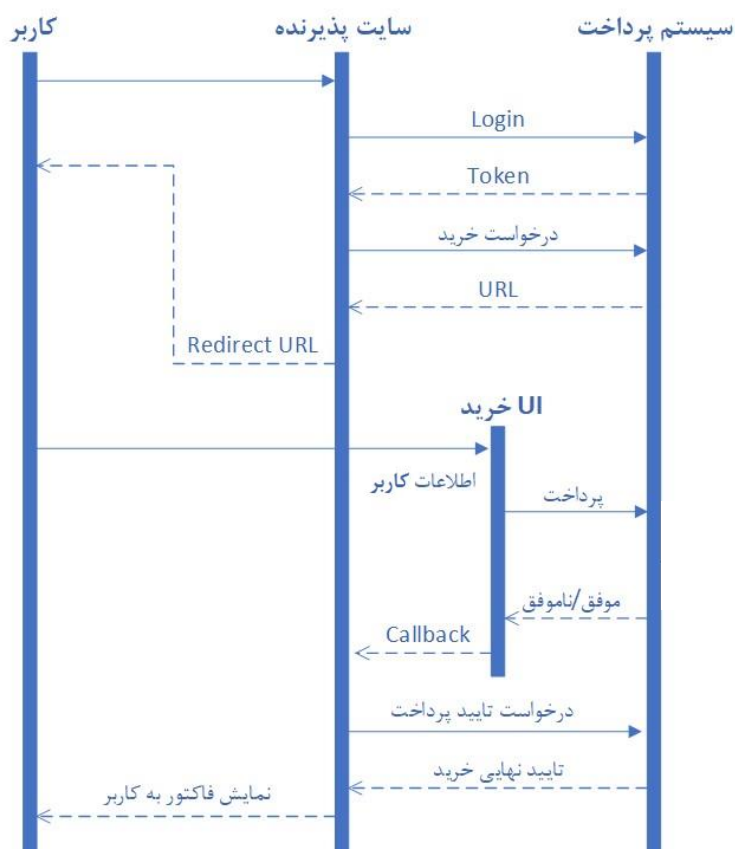 کاربر
سایت پذیرنده
سیستم پرداخت
Login
Token
درخواست خرید
URL
Redirect URL
UI خرید
اطلاعات کاربر
پرداخت
موفق/ناموفق
Callback
درخواست تایید پرداخت
تایید نهایی خرید
نمایش فاکتور به کاربر